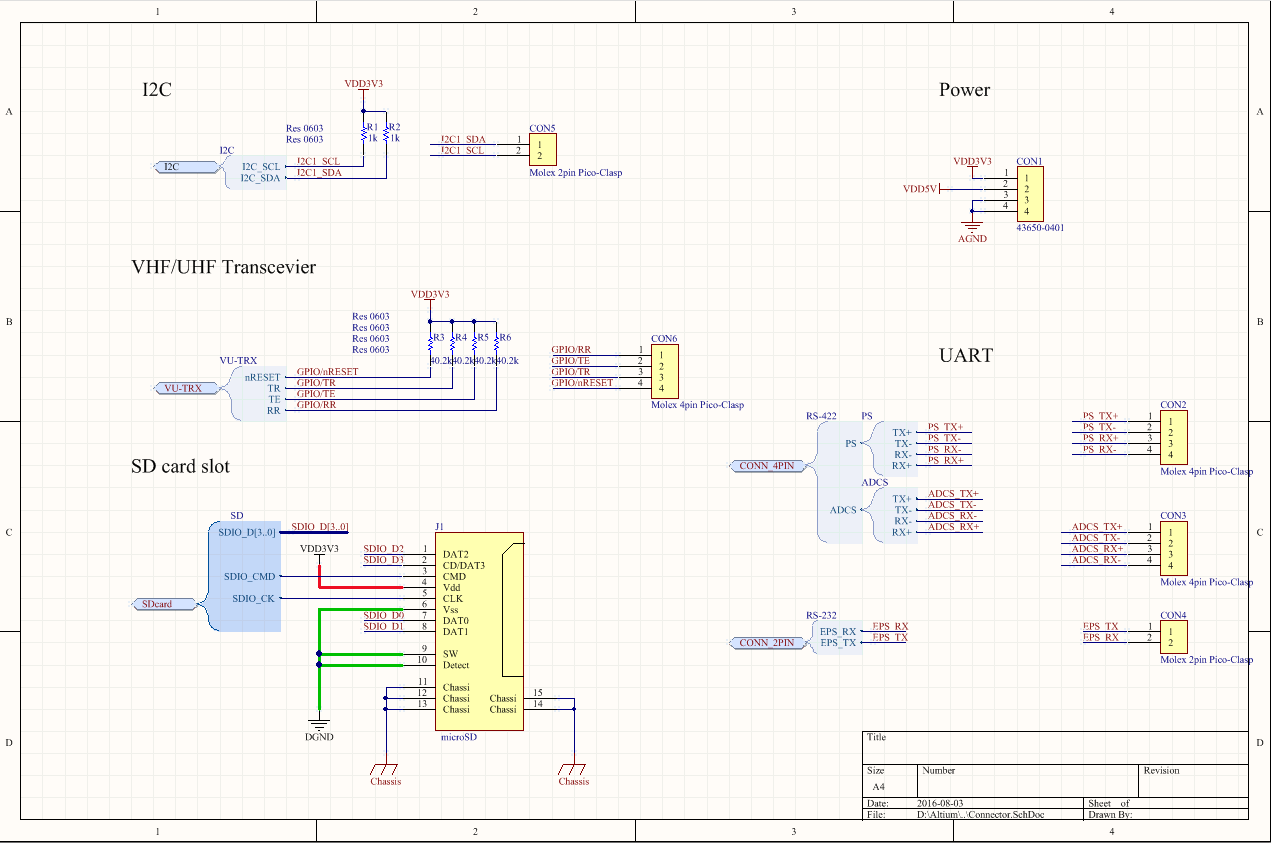 1 2 3 4
A A
B B
C C
D D
I2C
VDD3V3
Res 0603
Res 0603
R1
1k
R2
1k
I2C
I2C
I2C_SCL
I2C_SDA
I2C1_SCL
I2C1_SDA
I2C1_SDA
I2C1_SCL
1
2
CON5
1
2
Molex 2pin Pico-Clasp
Power
VDD3V3
VDD5V
AGND
CON1
1
2
3
4
1
2
3
4
43650-0401
VHF/UHF Transcevier
VDD3V3
Res 0603
Res 0603
Res 0603
Res 0603
R3
R4
R5
R6
40.2k
40.2k
40.2k
40.2k
VU-TRX
VU-TRX
nRESET
TR
TE
RR
GPIO/nRESET
GPIO/TR
GPIO/TE
GPIO/RR
GPIO/RR
GPIO/TE
GPIO/TR
GPIO/nRESET
1
2
3
4
CON6
1
2
3
4
Molex 4pin Pico-Clasp
UART
RS-422
PS
CONN_4PIN
PS
TX+
TX-
RX-
RX+
PS_TX+
PS_TX-
PS_RX-
PS_RX+
ADCS
ADCS
TX+
TX-
RX-
RX+
ADCS_TX+
ADCS_TX-
ADCS_RX-
ADCS_RX+
PS_TX+
PS_TX-
PS_RX+
PS_RX-
1
2
3
4
CON2
1
2
3
4
Molex 4pin Pico-Clasp
ADCS_TX+
ADCS_TX-
ADCS_RX+
ADCS_RX-
1
2
3
4
CON3
1
2
3
4
Molex 4pin Pico-Clasp
RS-232
CONN_2PIN
EPS_RX
EPS_TX
EPS_RX
EPS_TX
EPS_TX
EPS_RX
1
2
CON4
1
2
Molex 2pin Pico-Clasp
SD card slot
SD
SDcard
SDIO_D[3..0]
SDIO_CMD
SDIO_CK
SDIO_D[3..0]
VDD3V3
SDIO_D2
SDIO_D3
SDIO_D0
SDIO_D1
DGND
J1
1 DAT2
2 CD/DAT3
3 CMD
4 Vdd
5 CLK
6 Vss
7 DAT0
8 DAT1
9 SW
10 Detect
11 Chassi
12 Chassi Chassi 15
13 Chassi Chassi 14
microSD
Chassis
Chassis
Title
Size Number Revision
A4
Date: 2016-08-03 Sheet of
File: D:\Altium\..\Connector.SchDoc Drawn By:
1 2 3 4